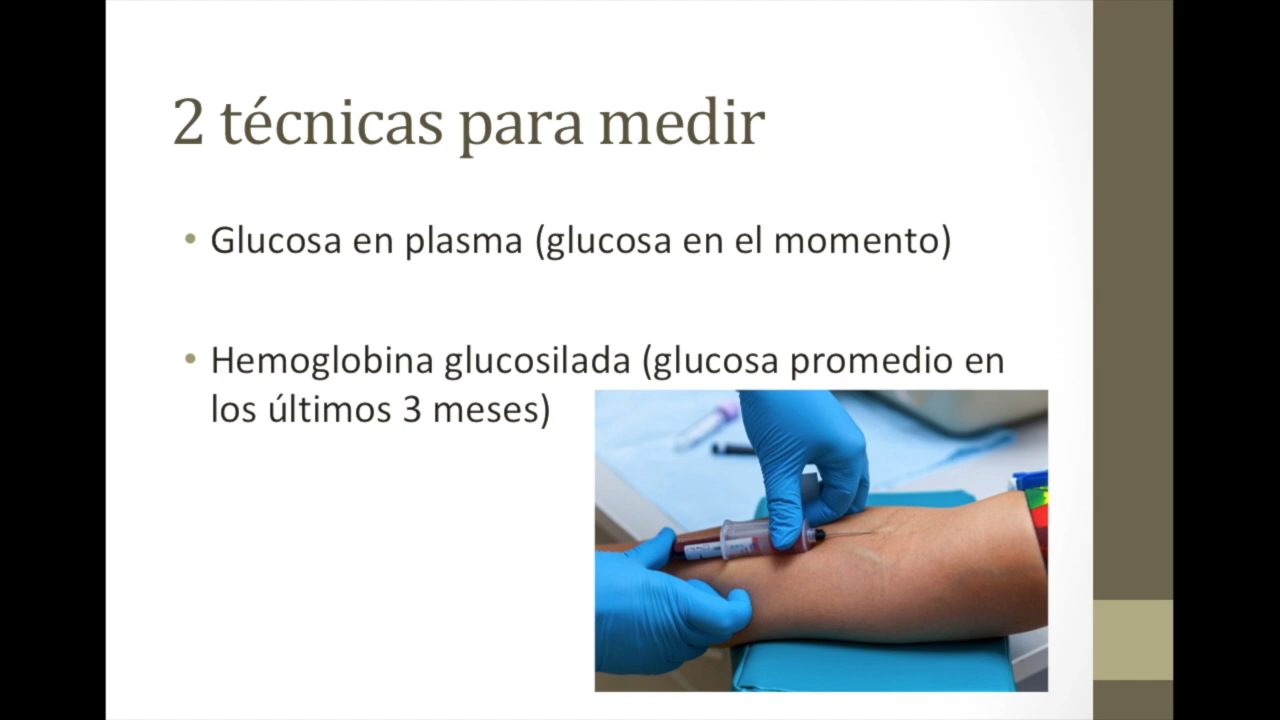 2 técnicas para medir
• Glucosa en plasma (glucosa en el momento)
• Hemoglobina glucosilada (glucosa promedio en
los últimos 3 meses)